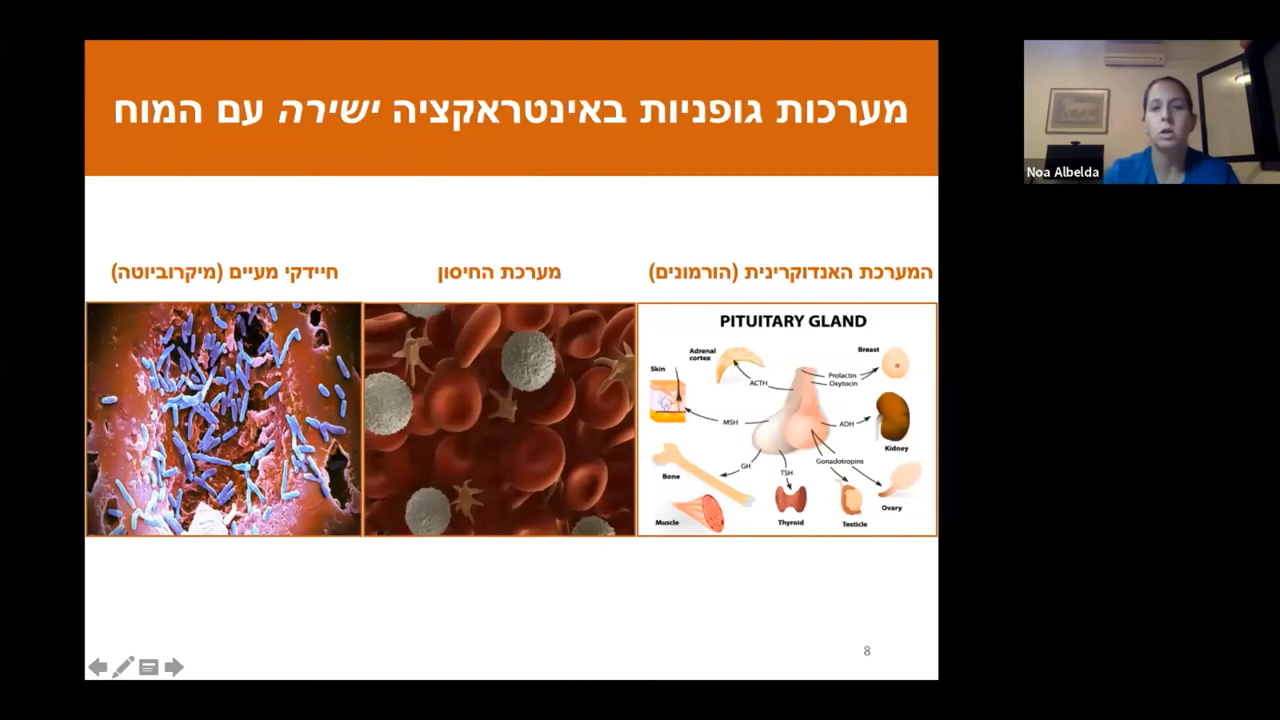 מערכות גופניות באינטראקציה ישירה עם המוח
Noa Albelda
המערכת האנדוקרינית (הורמונים)
מערכת החיסון
חיידקי מעיים (מיקרוביוטה)
PITUITARY GLAND
Adrenal
cortex
Breast
Skin
Prolactin
Oxytocin
ACTH
MSH
ADH
Kidney
GH
TSH
Gonadotropins
Bone
Ovary
Muscle
Thyroid
Testicle
8